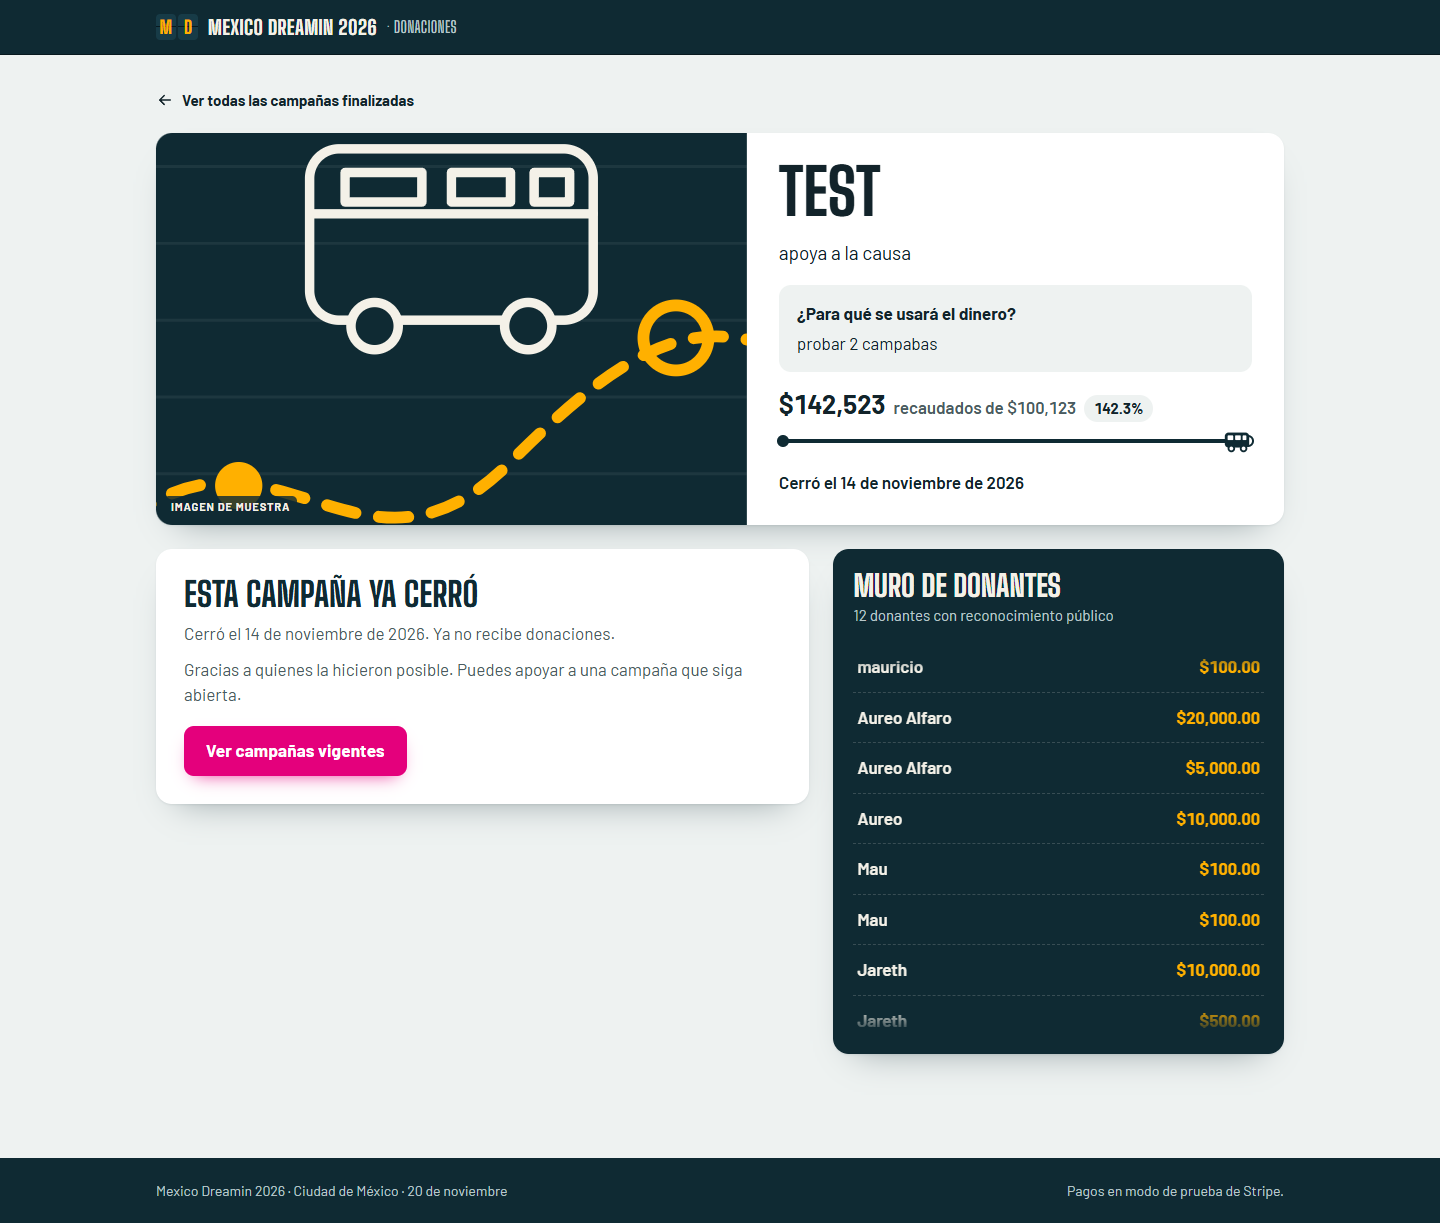 M D MEXICO DREAMIN 2026 · DONACIONES
← Ver todas las campañas finalizadas
IMAGEN DE MUESTRA
TEST
apoya a la causa
¿Para qué se usará el dinero?
probar 2 campabas
$142,523 recaudados de $100,123 142.3%
Cerró el 14 de noviembre de 2026
ESTA CAMPAÑA YA CERRÓ
Cerró el 14 de noviembre de 2026. Ya no recibe donaciones.
Gracias a quienes la hicieron posible. Puedes apoyar a una campaña que siga
abierta.
Ver campañas vigentes
MURO DE DONANTES
12 donantes con reconocimiento público
mauricio $100.00
Aureo Alfaro $20,000.00
Aureo Alfaro $5,000.00
Aureo $10,000.00
Mau $100.00
Mau $100.00
Jareth $10,000.00
Jareth $500.00
Mexico Dreamin 2026 · Ciudad de México · 20 de noviembre
Pagos en modo de prueba de Stripe.